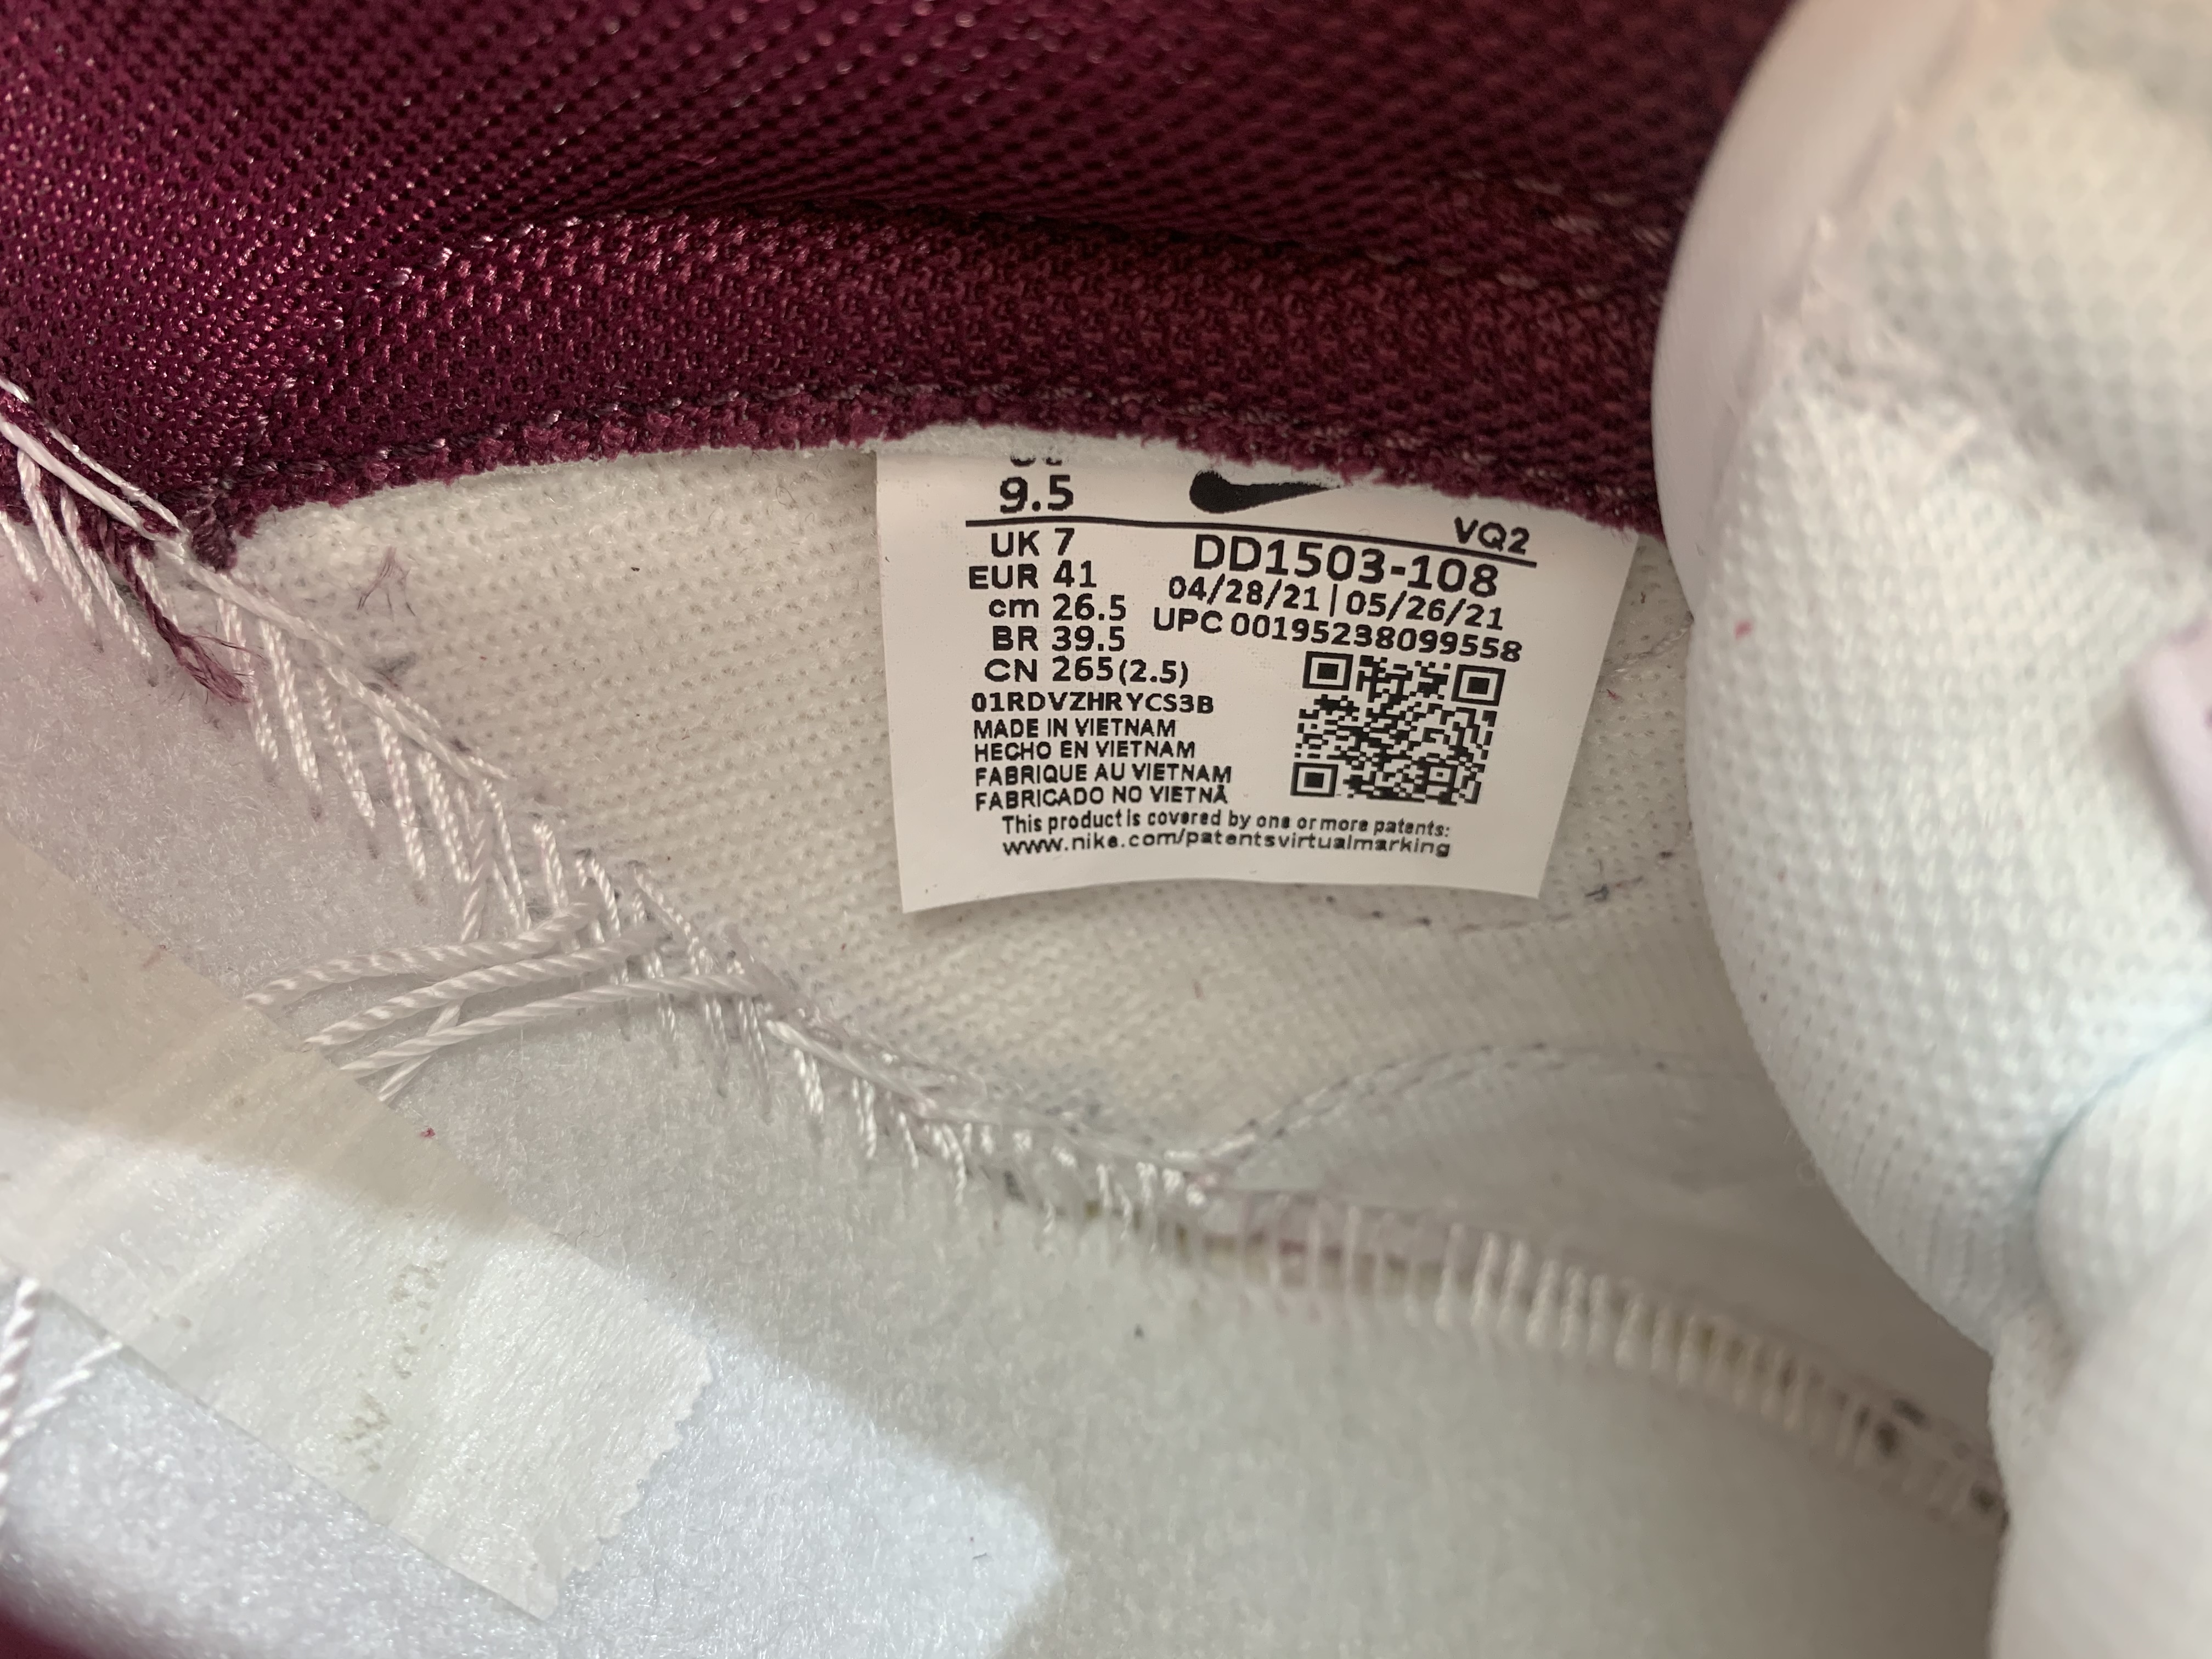 9.5
VQ2
UK 7
DD1503-108
EUR 41
04/28/21 | 05/26/21
cm 26.5
UPC 00195238099558
BR 39.5
CN 265(2.5)
01RDVZHRYCS3B
MADE IN VIETNAM
HECHO EN VIETNAM
FABRIQUE AU VIETNAM
FABRICADO NO VIETNÃ
This product is covered by one or more patents:
www.nike.com/patentsvirtualmarking